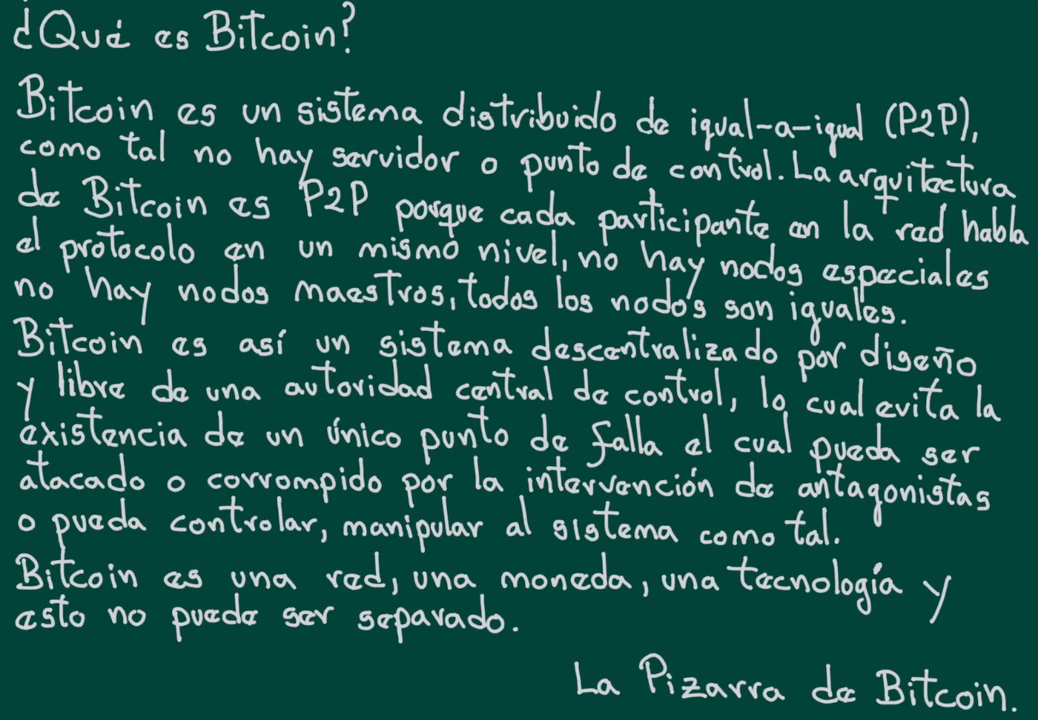 ¿Qué es Bitcoin?
Bitcoin es un sistema distribuido de igual-a-igual (P2P),
como tal no hay servidor o punto de control. La arquitectura
de Bitcoin es P2P porque cada participante en la red habla
el protocolo en un mismo nivel, no hay nodos especiales
no hay nodos maestros, todos los nodos son iguales.
Bitcoin es así un sistema descentralizado por diseño
y libre de una autoridad central de control, lo cual evita la
existencia de un único punto de falla el cual pueda ser
atacado o corrompido por la intervención de antagonistas
o pueda controlar, manipular al sistema como tal.
Bitcoin es una red, una moneda, una tecnología y
esto no puede ser separado.
La Pizarra de Bitcoin.